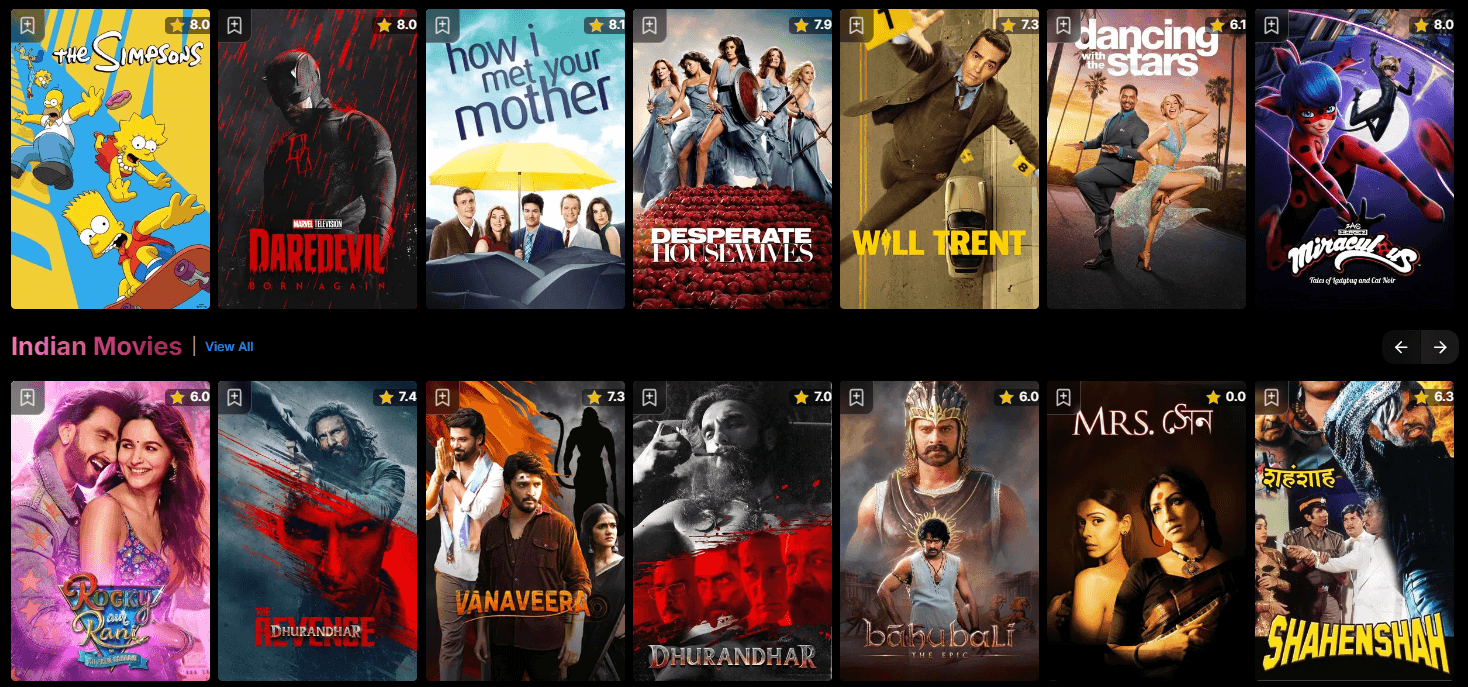 8.0
8.0
8.1
7.9
7.3
6.1
8.0
THE SIMPSONS
MARVEL TELEVISION
DAREDEVIL
BORN AGAIN
how i
met your
mother
DESPERATE
HOUSEWIVES
WILL TRENT
dancing
with the
stars
ZAG
HEROEZ
Miraculous
Tales of Ladybug and Cat Noir
Indian Movies | View All
6.0
7.4
7.3
7.0
6.0
0.0
6.3
Rocky
aur
Rani
THE
REVENGE
DHURANDHAR
VANAVEERA
DHURANDHAR
bāhubali
THE EPIC
MRS. সেন
शहंशाह
SHAHENSHAH